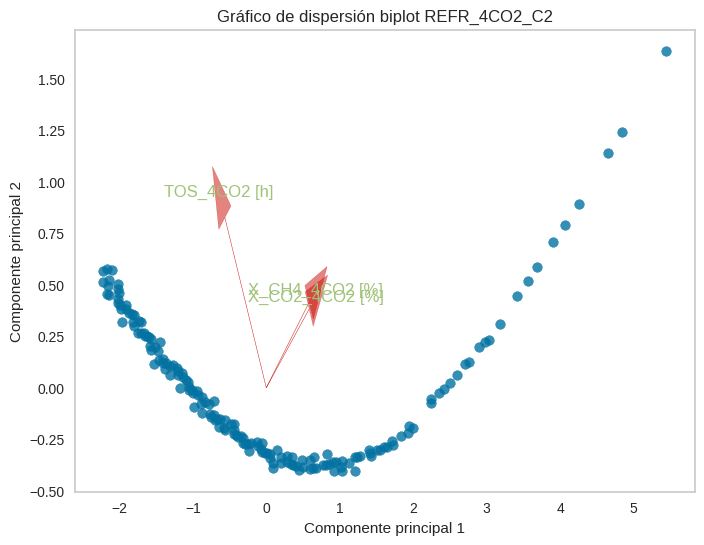 Gráfico de dispersión biplot REFR_4CO2_C2
Componente principal 2
1.50
1.25
1.00
0.75
0.50
0.25
0.00
−0.25
−0.50
TOS_4CO2 [h]
X_CH4_4CO2 [%]
X_CO2_4CO2 [%]
−2
−1
0
1
2
3
4
5
Componente principal 1